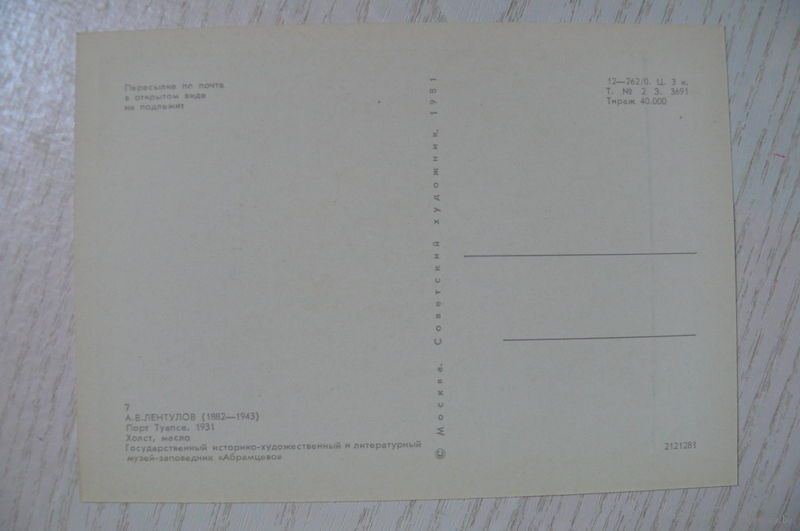 Пересылке по почте
в открытом виде
не подлежит
12—262/0. Ц. 3 к.
Т. № 2 З. 3691
Тираж 40.000
© Москва. Советский художник, 1981
7
А.В.ЛЕНТУЛОВ (1882—1943)
Порт Туапсе. 1931
Холст, масло
Государственный историко-художественный и литературный
музей-заповедник «Абрамцево»
2121281